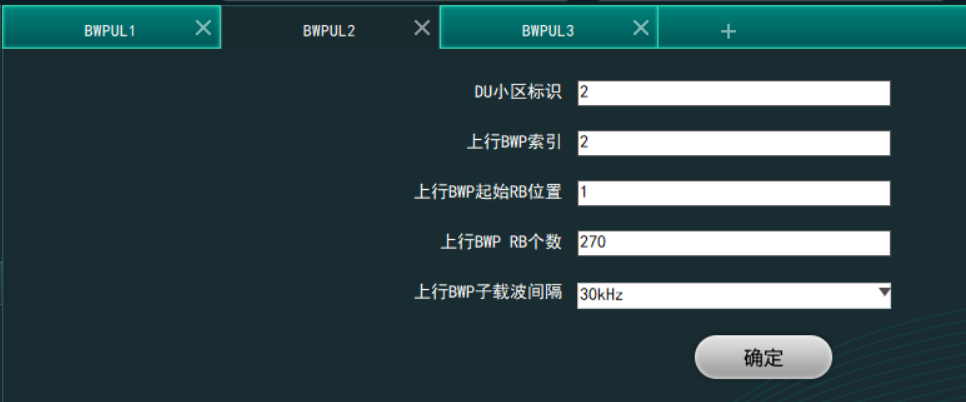 BWPUL1 × BWPUL2 × BWPUL3 × +
DU小区标识 2
上行BWP索引 2
上行BWP起始RB位置 1
上行BWP RB个数 270
上行BWP子载波间隔 30kHz
确定